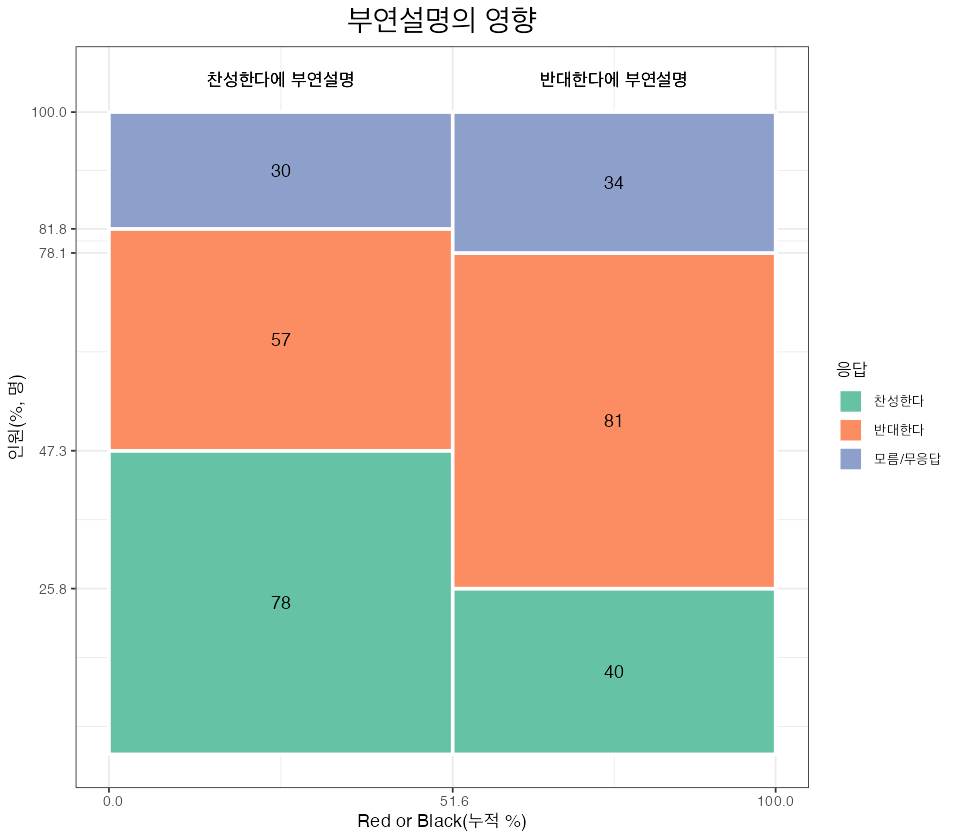 부연설명의 영향
찬성한다에 부연설명
반대한다에 부연설명
100.0
81.8
78.1
47.3
25.8
인원(%, 명)
30
34
57
81
78
40
0.0
51.6
100.0
Red or Black(누적 %)
응답
찬성한다
반대한다
모름/무응답